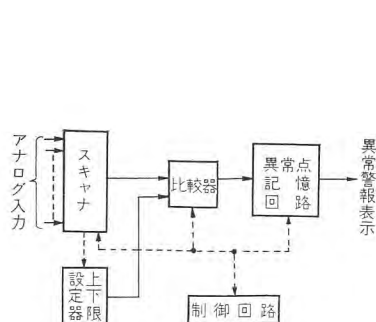 アナログ入力
スキャナ
比較器
異常点
記憶
回路
異常警報表示
上下限
設定器
制御回路